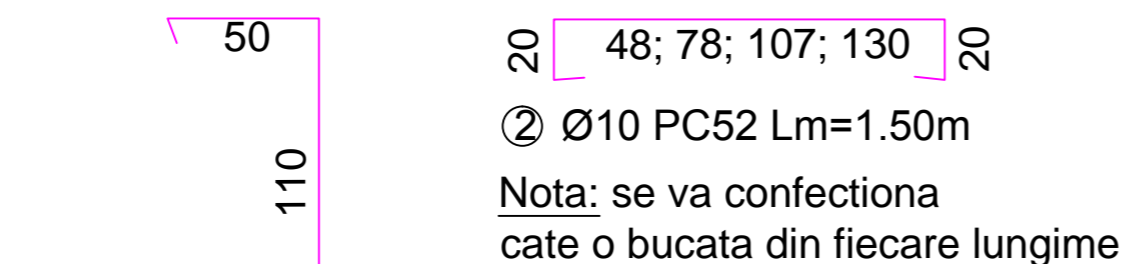 50
110
20 48; 78; 107; 130 20
2 Ø10 PC52 Lm=1.50m
Nota: se va confectiona
cate o bucata din fiecare lungime